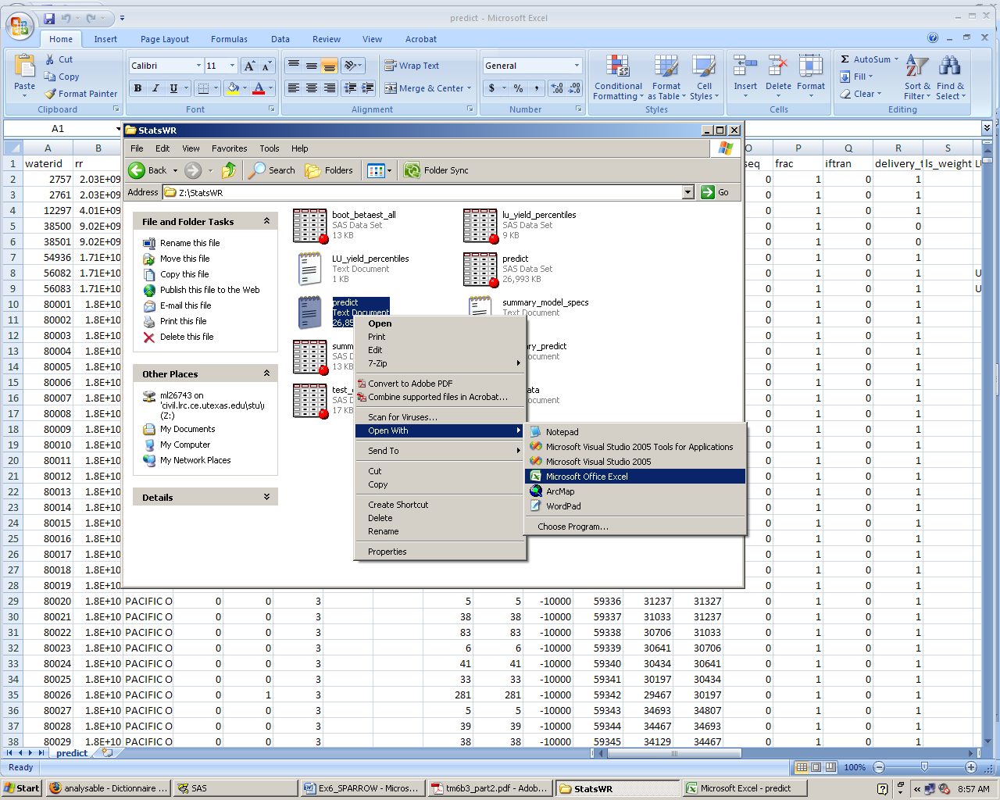 predict - Microsoft Excel
Home Insert Page Layout Formulas Data Review View Acrobat
Cut
Copy
Format Painter
Paste
Clipboard
Calibri 11
B I U
Font
Wrap Text
Merge & Center
Alignment
General
$ % ,
Number
Conditional Formatting
Format as Table
Cell Styles
Styles
Insert Delete Format
Cells
AutoSum
Fill
Clear
Sort & Filter
Find & Select
Editing
A1
StatsWR
File Edit View Favorites Tools Help
Back Search Folders Folder Sync
Address Z:\StatsWR Go
File and Folder Tasks
Rename this file
Move this file
Copy this file
Publish this file to the Web
E-mail this file
Print this file
Delete this file
Other Places
My Documents
My Computer
My Network Places
Details
ml26743 on
'civil.lrc.ce.utexas.edu\stu\
(Z:)
boot_betaest_all
SAS Data Set
13 KB
lu_yield_percentiles
SAS Data Set
9 KB
LU_yield_percentiles
Text Document
1 KB
predict
SAS Data Set
26,993 KB
predict
Text Document
summary_model_specs
Text Document
Open
Print
Edit
7-Zip
Convert to Adobe PDF
Combine supported files in Acrobat...
Scan for Viruses...
Open With
Send To
Cut
Copy
Create Shortcut
Delete
Rename
Properties
Notepad
Microsoft Visual Studio 2005 Tools for Applications
Microsoft Visual Studio 2005
Microsoft Office Excel
ArcMap
WordPad
Choose Program...
A B O P Q R S
1 waterid rr seq frac iftran delivery_t ls_weight LU
2 2757 2.03E+09 0 1 0 1
3 2761 2.03E+09 0 1 0 1
4 12297 4.01E+09 0 1 0 1
5 38500 9.02E+09 0 1 0 0
6 38501 9.02E+09 0 1 0 0
7 54936 1.71E+10 0 1 0 1
8 56082 1.71E+10 0 1 0 1 U
9 56083 1.71E+10 0 1 0 1 U
10 80001 1.8E+10 0 1 0 1
11 80002 1.8E+10 0 1 0 1
12 80003 1.8E+10 0 1 0 1
13 80004 1.8E+10 0 1 0 1
14 80005 1.8E+10 0 1 0 1
15 80006 1.8E+10 0 1 0 1
16 80007 1.8E+10 0 1 0 1
17 80008 1.8E+10 0 1 0 1
18 80009 1.8E+10 0 1 0 1
19 80010 1.8E+10 0 1 0 1
20 80011 1.8E+10 0 1 0 1
21 80012 1.8E+10 0 1 0 1
22 80013 1.8E+10 0 1 0 1
23 80014 1.8E+10 0 1 0 1
24 80015 1.8E+10 0 1 0 1
25 80016 1.8E+10 0 1 0 1
26 80017 1.8E+10 0 1 0 1
27 80018 1.8E+10 0 1 0 1
28 80019 1.8E+10 0 1 0 1
29 80020 1.8E+10 PACIFIC O 0 0 3 5 5 -10000 59336 31237 31327 0 1 0 1
30 80021 1.8E+10 PACIFIC O 0 0 3 38 38 -10000 59337 31033 31237 0 1 0 1
31 80022 1.8E+10 PACIFIC O 0 0 3 83 83 -10000 59338 30706 31033 0 1 0 1
32 80023 1.8E+10 PACIFIC O 0 0 3 6 6 -10000 59339 30641 30706 0 1 0 1
33 80024 1.8E+10 PACIFIC O 0 0 3 41 41 -10000 59340 30434 30641 0 1 0 1
34 80025 1.8E+10 PACIFIC O 0 0 3 33 33 -10000 59341 30197 30434 0 1 0 1
35 80026 1.8E+10 PACIFIC O 0 1 3 281 281 -10000 59342 29467 30197 0 1 0 1
36 80027 1.8E+10 PACIFIC O 0 0 3 5 5 -10000 59343 34693 34807 0 1 0 1
37 80028 1.8E+10 PACIFIC O 0 0 3 39 39 -10000 59344 34467 34693 0 1 0 1
38 80029 1.8E+10 PACIFIC O 0 0 3 38 38 -10000 59345 34129 34467 0 1 0 1
predict
Ready 100%
Start analysable - Dictionnaire ... SAS Ex6_SPARROW - Micros... tm6b3_part2.pdf - Adob... StatsWR Microsoft Excel - predict 8:57 AM